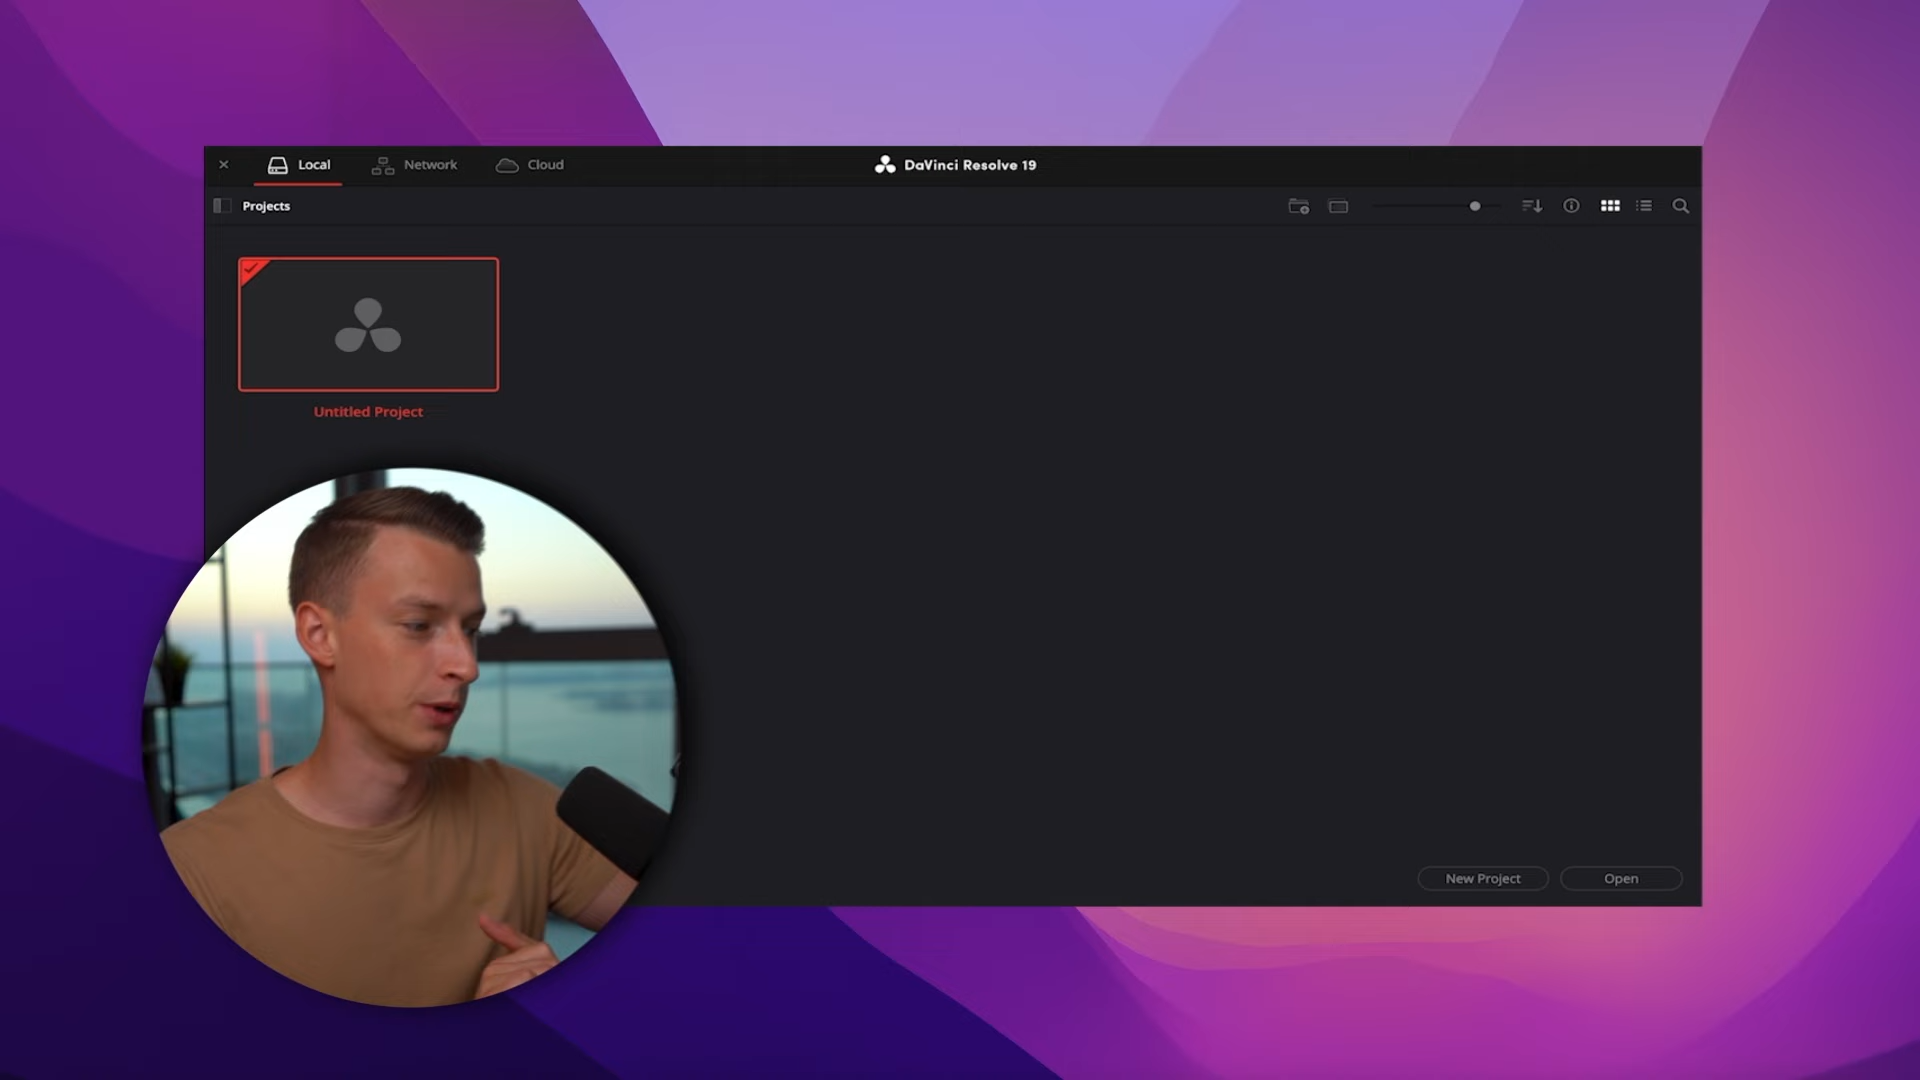 Local
Network
Cloud
DaVinci Resolve 19
Projects
Untitled Project
New Project
Open